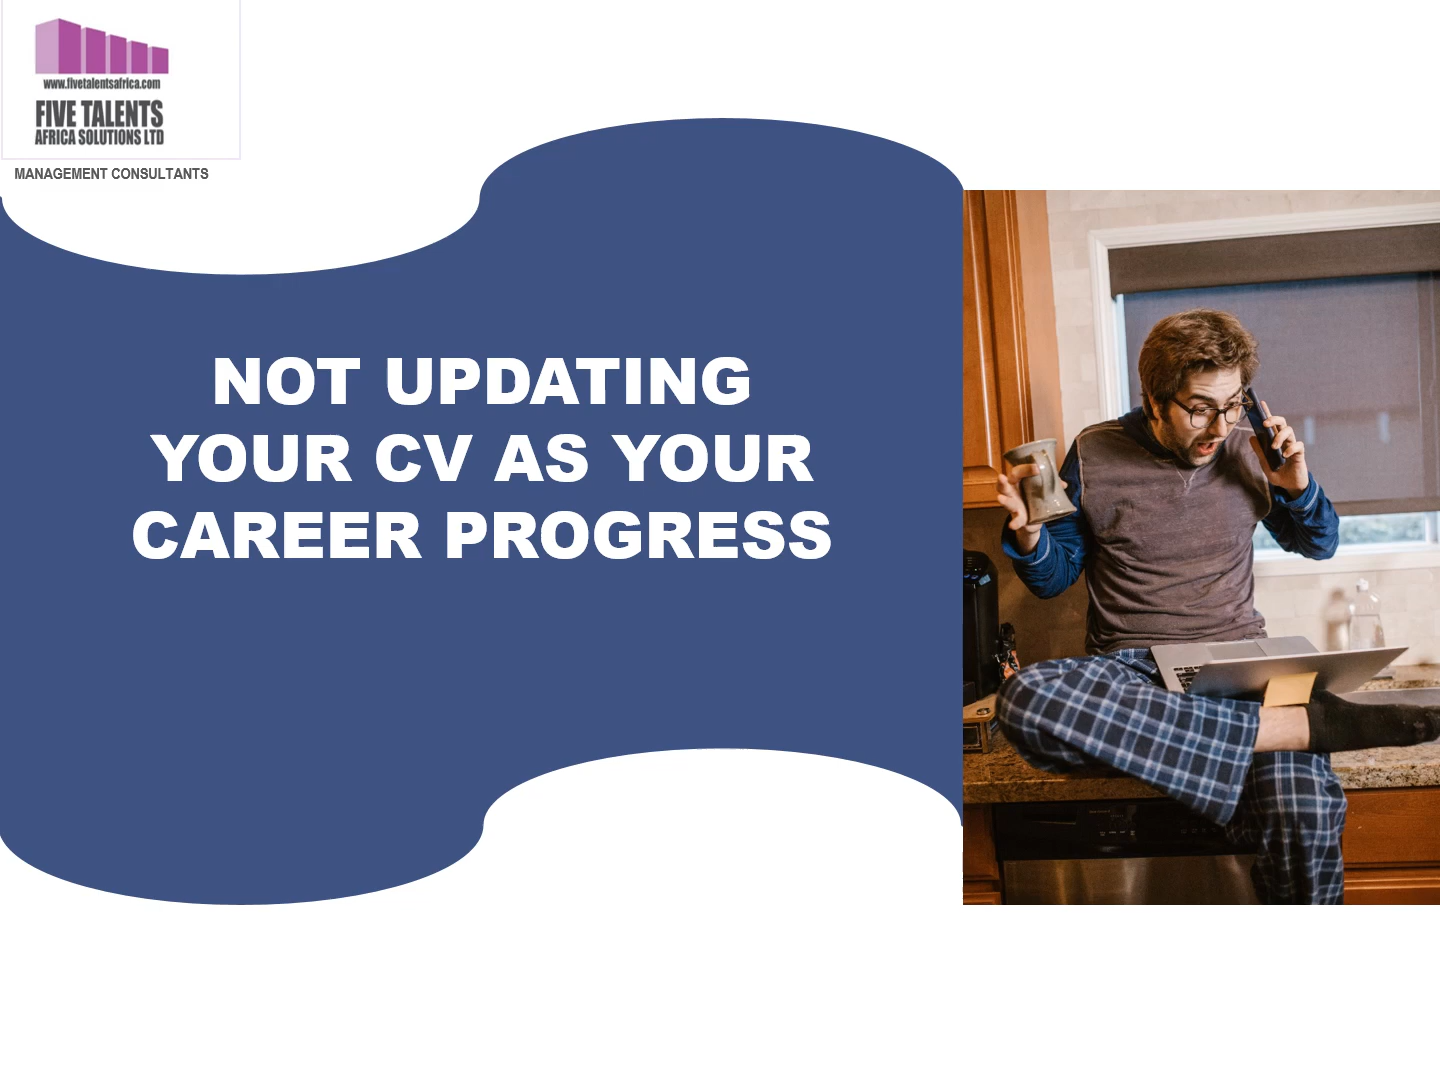 www.fivetalentsafrica.com
FIVE TALENTS
AFRICA SOLUTIONS LTD
MANAGEMENT CONSULTANTS
NOT UPDATING
YOUR CV AS YOUR
CAREER PROGRESS